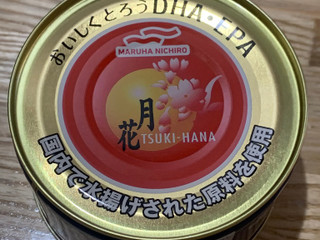 おいしくとろうDHA・EPA
MARUHA NICHIRO
月花
TSUKI-HANA
国内で水揚げされた原料を使用